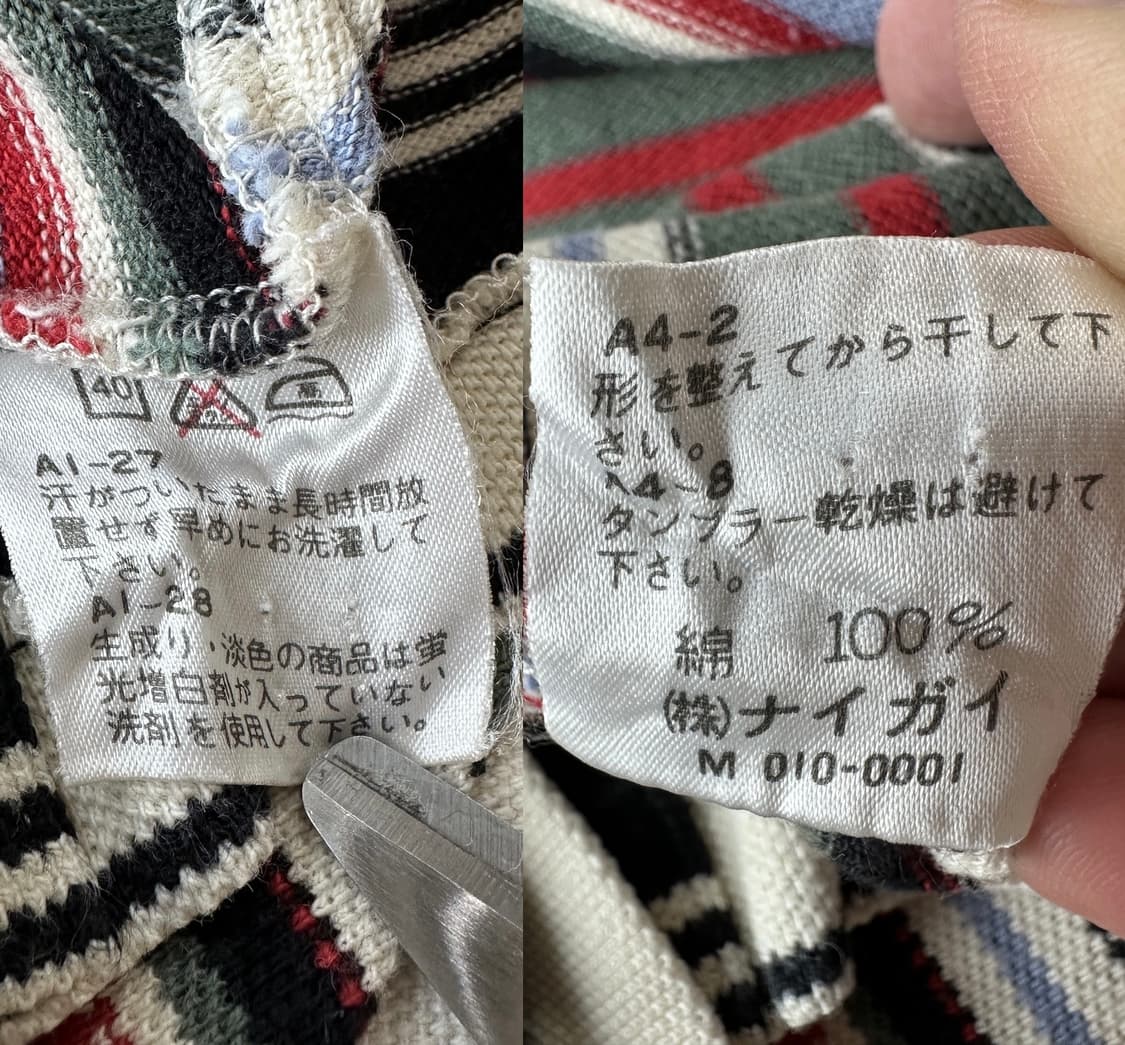 40
中
A1-27
汗がついたまま長時間放
置せず早めにお洗濯して
下さい。
A1-28
生成り・淡色の商品は蛍
光増白剤が入っていない
洗剤を使用して下さい。
A4-2
形を整えてから干して下
さい。
A4-8
タンブラー乾燥は避けて
下さい。
綿 100%
(株)ナイガイ
M 010-0001